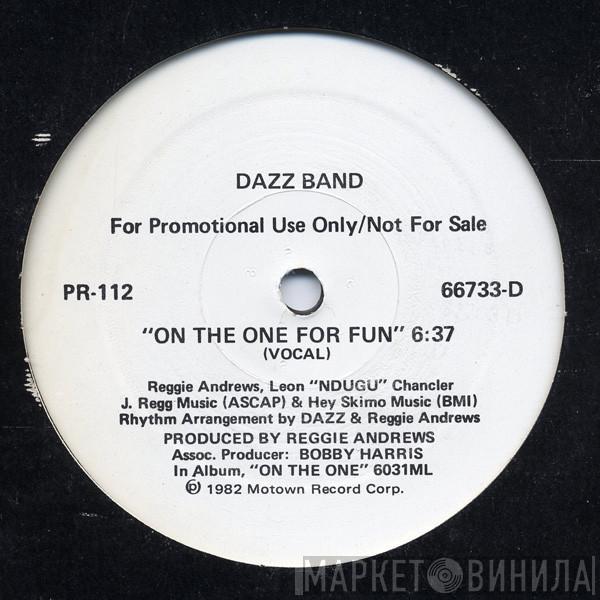 DAZZ BAND
For Promotional Use Only/Not For Sale
PR-112 66733-D
"ON THE ONE FOR FUN" 6:37
(VOCAL)
Reggie Andrews, Leon "NDUGU" Chancler
J. Regg Music (ASCAP) & Hey Skimo Music (BMI)
Rhythm Arrangement by DAZZ & Reggie Andrews
PRODUCED BY REGGIE ANDREWS
Assoc. Producer: BOBBY HARRIS
In Album, "ON THE ONE" 6031ML
℗ 1982 Motown Record Corp.
МАРКЕТ ВИНИЛА